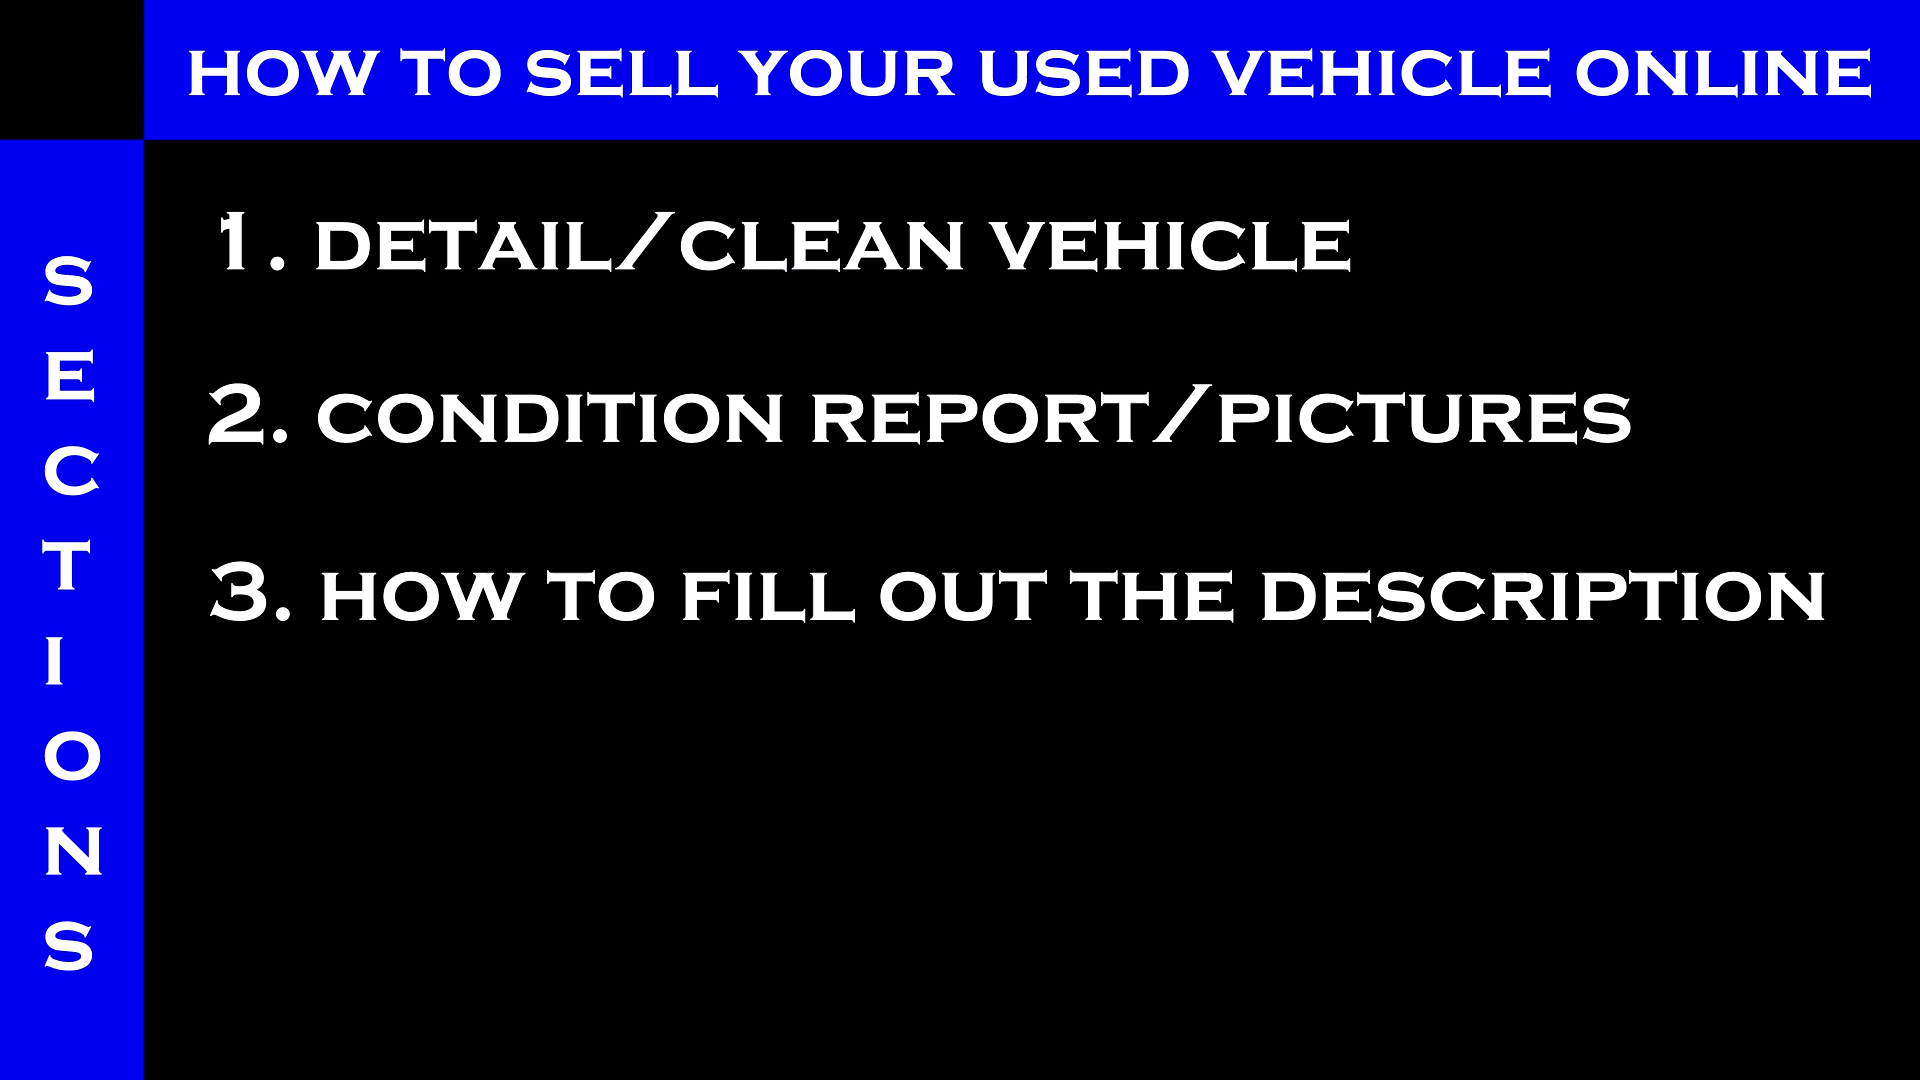 HOW TO SELL YOUR USED VEHICLE ONLINE
SECTIONS
1. DETAIL/CLEAN VEHICLE
2. CONDITION REPORT/PICTURES
3. HOW TO FILL OUT THE DESCRIPTION